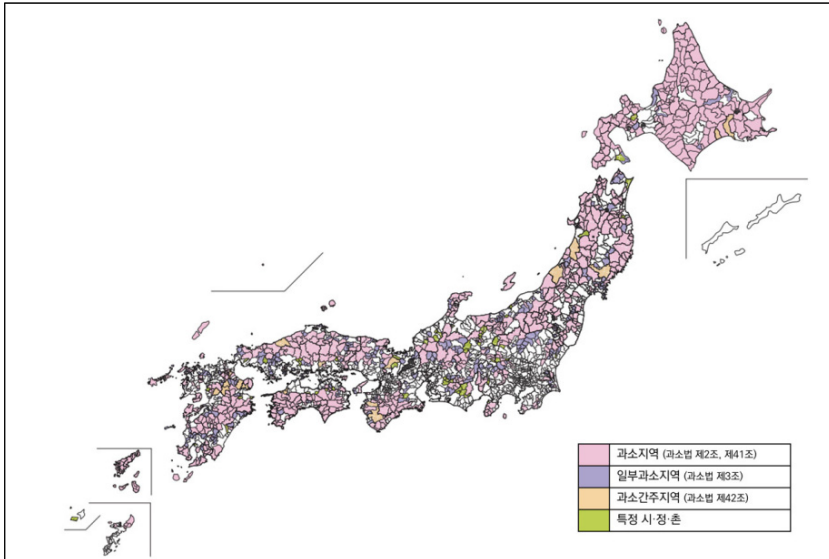 과소지역 (과소법 제2조, 제41조)
일부과소지역 (과소법 제3조)
과소간주지역 (과소법 제42조)
특정 시·정·촌